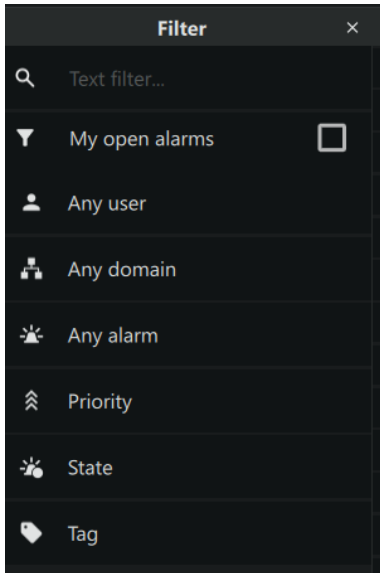 Filter
Text filter...
My open alarms
Any user
Any domain
Any alarm
Priority
State
Tag